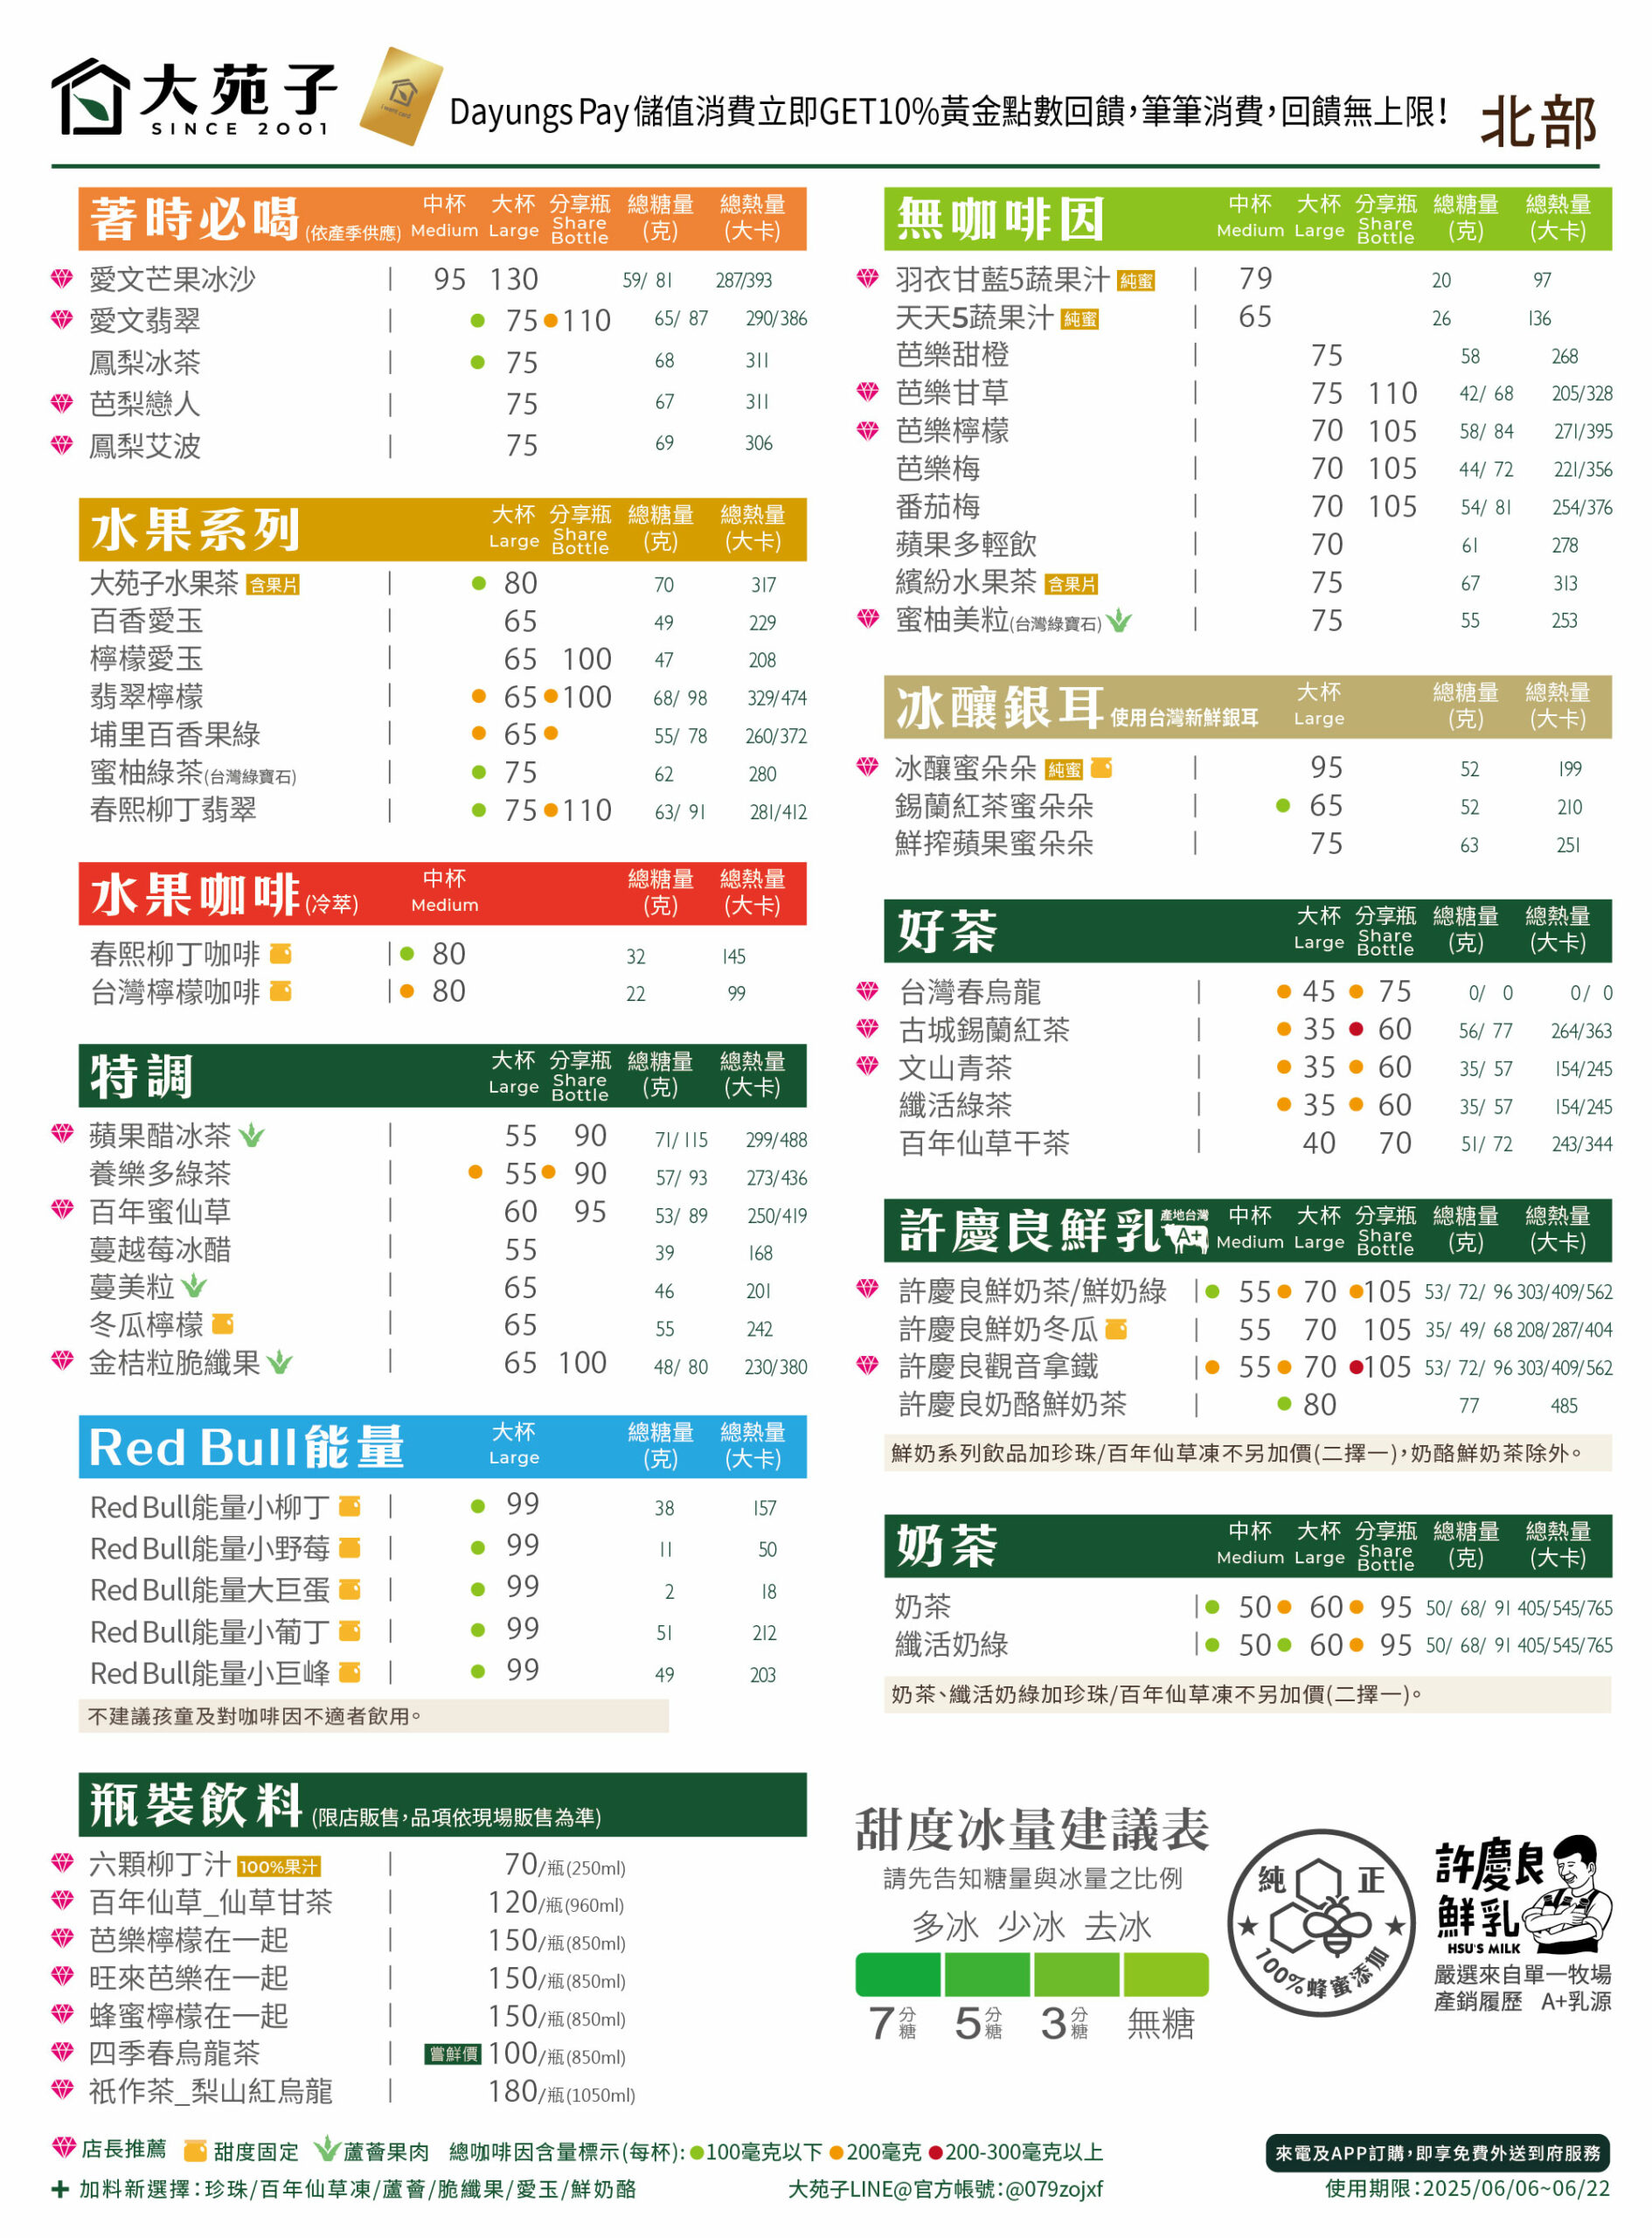 大苑子
SINCE 2001
Dayungs Pay儲值消費立即GET10%黃金點數回饋，筆筆消費，回饋無上限！
北部
著時必喝(依產季供應) 中杯 Medium 大杯 Large 分享瓶 Share Bottle 總糖量(克) 總熱量(大卡)
愛文芒果冰沙 | 95 130 59/ 81 287/393
愛文翡翠 | 75 110 65/ 87 290/386
鳳梨冰茶 | 75 68 311
芭梨戀人 | 75 67 311
鳳梨艾波 | 75 69 306
水果系列 大杯 Large 分享瓶 Share Bottle 總糖量(克) 總熱量(大卡)
大苑子水果茶 含果片 | 80 70 317
百香愛玉 | 65 49 229
檸檬愛玉 | 65 100 47 208
翡翠檸檬 | 65 100 68/ 98 329/474
埔里百香果綠 | 65 55/ 78 260/372
蜜柚綠茶(台灣綠寶石) | 75 62 280
春熙柳丁翡翠 | 75 110 63/ 91 281/412
水果咖啡(冷萃) 中杯 Medium 總糖量(克) 總熱量(大卡)
春熙柳丁咖啡 | 80 32 145
台灣檸檬咖啡 | 80 22 99
特調 大杯 Large 分享瓶 Share Bottle 總糖量(克) 總熱量(大卡)
蘋果醋冰茶 | 55 90 71/ 115 299/488
養樂多綠茶 | 55 90 57/ 93 273/436
百年蜜仙草 | 60 95 53/ 89 250/419
蔓越莓冰醋 | 55 39 168
蔓美粒 | 65 46 201
冬瓜檸檬 | 65 55 242
金桔粒脆纖果 | 65 100 48/ 80 230/380
Red Bull能量 大杯 Large 總糖量(克) 總熱量(大卡)
Red Bull能量小柳丁 | 99 38 157
Red Bull能量小野莓 | 99 11 50
Red Bull能量大巨蛋 | 99 2 18
Red Bull能量小葡丁 | 99 51 212
Red Bull能量小巨峰 | 99 49 203
不建議孩童及對咖啡因不適者飲用。
瓶裝飲料(限店販售，品項依現場販售為準)
六顆柳丁汁 100%果汁 | 70/瓶(250ml)
百年仙草_仙草甘茶 | 120/瓶(960ml)
芭樂檸檬在一起 | 150/瓶(850ml)
旺來芭樂在一起 | 150/瓶(850ml)
蜂蜜檸檬在一起 | 150/瓶(850ml)
四季春烏龍茶 | 嘗鮮價 100/瓶(850ml)
祇作茶_梨山紅烏龍 | 180/瓶(1050ml)
無咖啡因 中杯 Medium 大杯 Large 分享瓶 Share Bottle 總糖量(克) 總熱量(大卡)
羽衣甘藍5蔬果汁 純蜜 | 79 20 97
天天5蔬果汁 純蜜 | 65 26 136
芭樂甜橙 | 75 58 268
芭樂甘草 | 75 110 42/ 68 205/328
芭樂檸檬 | 70 105 58/ 84 271/395
芭樂梅 | 70 105 44/ 72 221/356
番茄梅 | 70 105 54/ 81 254/376
蘋果多輕飲 | 70 61 278
繽紛水果茶 含果片 | 75 67 313
蜜柚美粒(台灣綠寶石) | 75 55 253
冰釀銀耳 使用台灣新鮮銀耳 大杯 Large 總糖量(克) 總熱量(大卡)
冰釀蜜朵朵 純蜜 | 95 52 199
錫蘭紅茶蜜朵朵 | 65 52 210
鮮搾蘋果蜜朵朵 | 75 63 251
好茶 大杯 Large 分享瓶 Share Bottle 總糖量(克) 總熱量(大卡)
台灣春烏龍 | 45 75 0/ 0 0/ 0
古城錫蘭紅茶 | 35 60 56/ 77 264/363
文山青茶 | 35 60 35/ 57 154/245
纖活綠茶 | 35 60 35/ 57 154/245
百年仙草干茶 | 40 70 51/ 72 243/344
許慶良鮮乳 產地台灣 A+ 中杯 Medium 大杯 Large 分享瓶 Share Bottle 總糖量(克) 總熱量(大卡)
許慶良鮮奶茶/鮮奶綠 | 55 70 105 53/ 72/ 96 303/409/562
許慶良鮮奶冬瓜 | 55 70 105 35/ 49/ 68 208/287/404
許慶良觀音拿鐵 | 55 70 105 53/ 72/ 96 303/409/562
許慶良奶酪鮮奶茶 | 80 77 485
鮮奶系列飲品加珍珠/百年仙草凍不另加價(二擇一)，奶酪鮮奶茶除外。
奶茶 中杯 Medium 大杯 Large 分享瓶 Share Bottle 總糖量(克) 總熱量(大卡)
奶茶 | 50 60 95 50/ 68/ 91 405/545/765
纖活奶綠 | 50 60 95 50/ 68/ 91 405/545/765
奶茶、纖活奶綠加珍珠/百年仙草凍不另加價(二擇一)。
甜度冰量建議表
請先告知糖量與冰量之比例
多冰 少冰 去冰
7分糖 5分糖 3分糖 無糖
純正
100%蜂蜜添加
許慶良
鮮乳
HSU'S MILK
嚴選來自單一牧場
產銷履歷 A+乳源
店長推薦 甜度固定 蘆薈果肉 總咖啡因含量標示(每杯)：100毫克以下 200毫克 200-300毫克以上
加料新選擇：珍珠/百年仙草凍/蘆薈/脆纖果/愛玉/鮮奶酪
大苑子LINE@官方帳號：@079zojxf
來電及APP訂購，即享免費外送到府服務
使用期限：2025/06/06~06/22